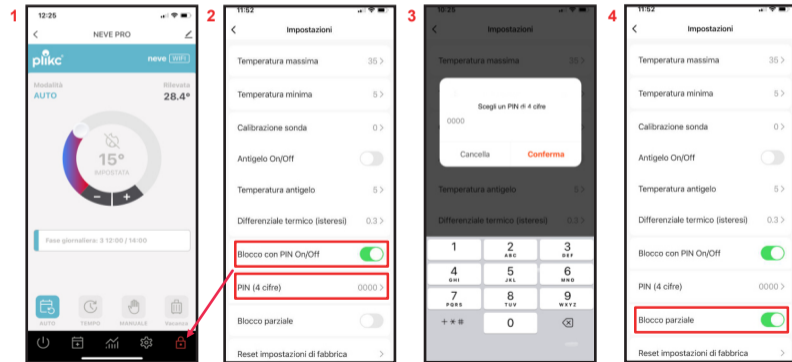 1
12:25
NEVE PRO
plikc
neve WIFI
Modalità
AUTO
Rilevata
28.4°
15°
IMPOSTATA
Fase giornaliera: 3 12:00 / 14:00
AUTO
TEMPO
MANUALE
Vacanza
2
11:52
Impostazioni
Temperatura massima 35 >
Temperatura minima 5 >
Calibrazione sonda 0 >
Antigelo On/Off
Temperatura antigelo 5 >
Differenziale termico (isteresi) 0.3 >
Blocco con PIN On/Off
PIN (4 cifre) 0000 >
Blocco parziale
Reset impostazioni di fabbrica >
3
10:25
Impostazioni
Temperatura massima 35 >
Scegli un PIN di 4 cifre
0000
Cancella Conferma
Temperatura antigelo 5 >
Differenziale termico (isteresi) 0.3 >
1 2 3
ABC DEF
4 5 6
GHI JKL MNO
7 8 9
PQRS TUV WXYZ
+ * # 0
4
11:52
Impostazioni
Temperatura massima 35 >
Temperatura minima 5 >
Calibrazione sonda 0 >
Antigelo On/Off
Temperatura antigelo 5 >
Differenziale termico (isteresi) 0.3 >
Blocco con PIN On/Off
PIN (4 cifre) 0000 >
Blocco parziale
Reset impostazioni di fabbrica >